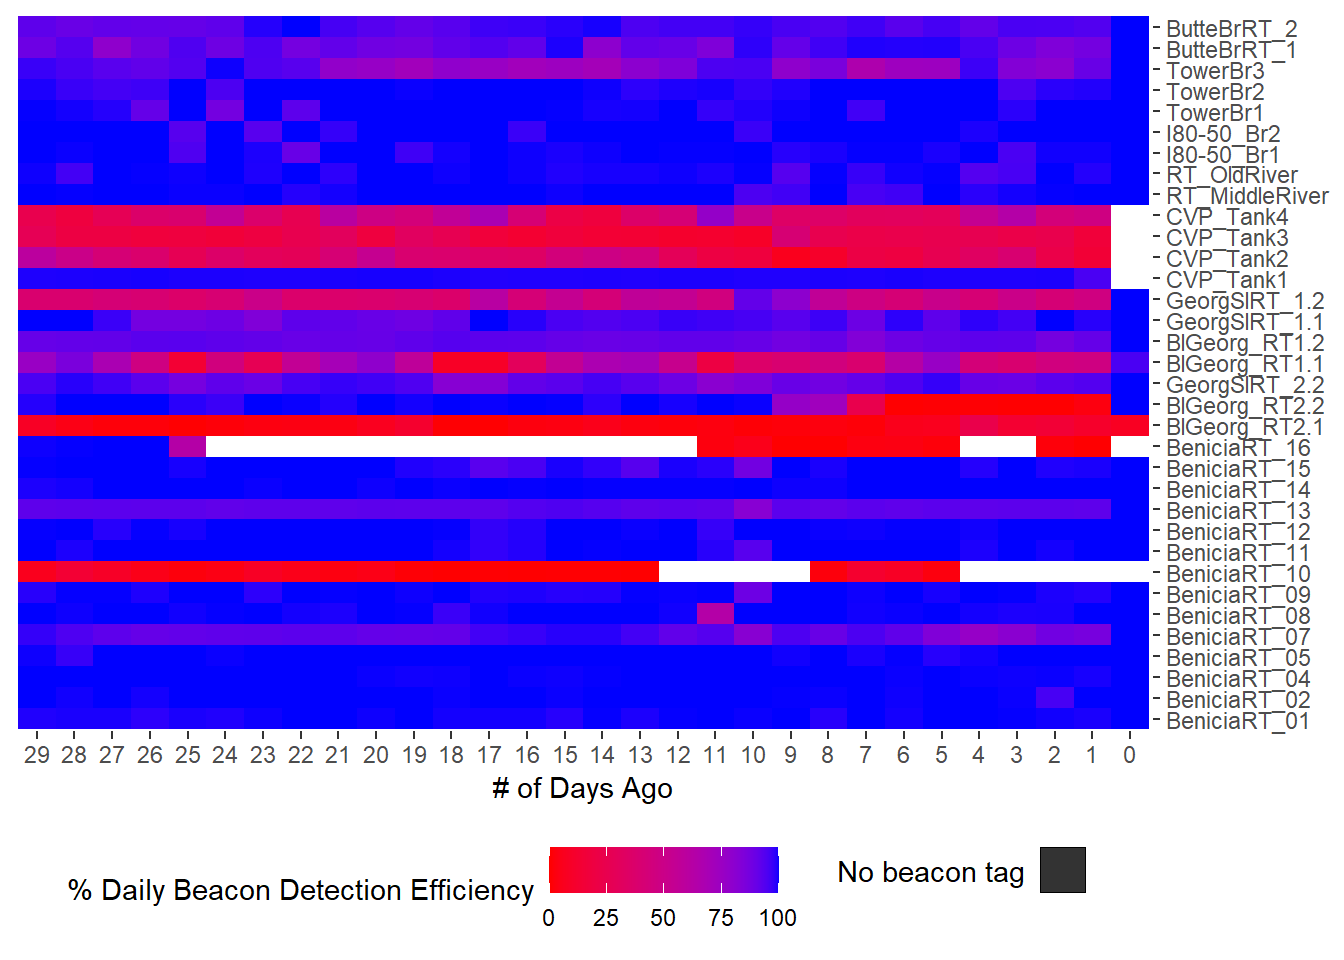 ButteBrRT_2
ButteBrRT_1
TowerBr3
TowerBr2
TowerBr1
I80-50_Br2
I80-50_Br1
RT_OldRiver
RT_MiddleRiver
CVP_Tank4
CVP_Tank3
CVP_Tank2
CVP_Tank1
GeorgSlRT_1.2
GeorgSlRT_1.1
BlGeorg_RT1.2
BlGeorg_RT1.1
GeorgSlRT_2.2
BlGeorg_RT2.2
BlGeorg_RT2.1
BeniciaRT_16
BeniciaRT_15
BeniciaRT_14
BeniciaRT_13
BeniciaRT_12
BeniciaRT_11
BeniciaRT_10
BeniciaRT_09
BeniciaRT_08
BeniciaRT_07
BeniciaRT_05
BeniciaRT_04
BeniciaRT_02
BeniciaRT_01
29 28 27 26 25 24 23 22 21 20 19 18 17 16 15 14 13 12 11 10 9 8 7 6 5 4 3 2 1 0
# of Days Ago
% Daily Beacon Detection Efficiency
0 25 50 75 100
No beacon tag